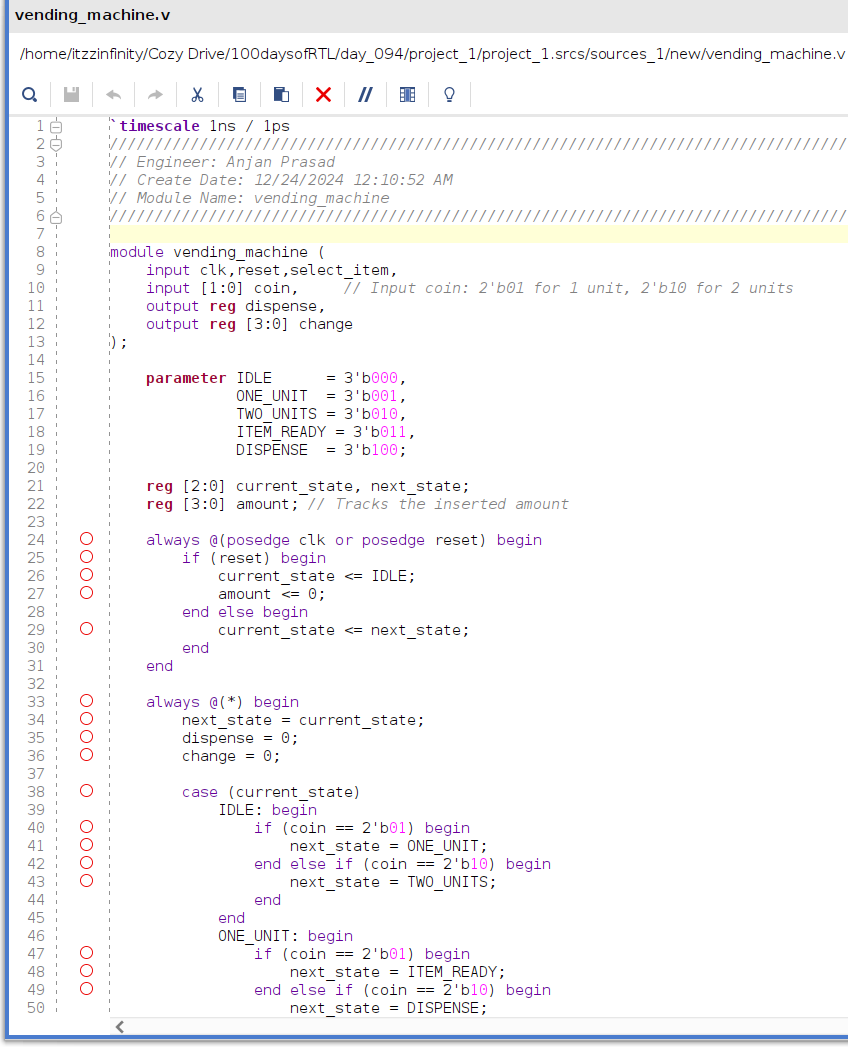 vending_machine.v
/home/itzzinfinity/Cozy Drive/100daysofRTL/day_094/project_1/project_1.srcs/sources_1/new/vending_machine.v
1 `timescale 1ns / 1ps
2 //////////////////////////////////////////////////////////////////////////////////
3 // Engineer: Anjan Prasad
4 // Create Date: 12/24/2024 12:10:52 AM
5 // Module Name: vending_machine
6 //////////////////////////////////////////////////////////////////////////////////
7
8 module vending_machine (
9     input clk,reset,select_item,
10     input [1:0] coin,     // Input coin: 2'b01 for 1 unit, 2'b10 for 2 units
11     output reg dispense,
12     output reg [3:0] change
13 );
14
15     parameter IDLE      = 3'b000,
16               ONE_UNIT  = 3'b001,
17               TWO_UNITS = 3'b010,
18               ITEM_READY = 3'b011,
19               DISPENSE  = 3'b100;
20
21     reg [2:0] current_state, next_state;
22     reg [3:0] amount; // Tracks the inserted amount
23
24     always @(posedge clk or posedge reset) begin
25         if (reset) begin
26             current_state <= IDLE;
27             amount <= 0;
28         end else begin
29             current_state <= next_state;
30         end
31     end
32
33     always @(*) begin
34         next_state = current_state;
35         dispense = 0;
36         change = 0;
37
38         case (current_state)
39             IDLE: begin
40                 if (coin == 2'b01) begin
41                     next_state = ONE_UNIT;
42                 end else if (coin == 2'b10) begin
43                     next_state = TWO_UNITS;
44                 end
45             end
46             ONE_UNIT: begin
47                 if (coin == 2'b01) begin
48                     next_state = ITEM_READY;
49                 end else if (coin == 2'b10) begin
50                     next_state = DISPENSE;